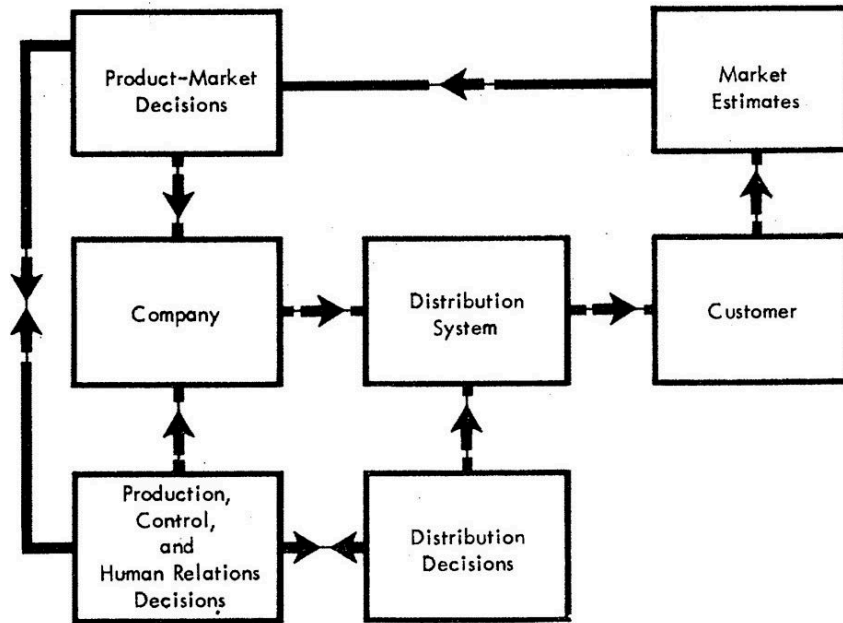 Product-Market
Decisions
Market
Estimates
Company
Distribution
System
Customer
Production,
Control,
and
Human Relations
Decisions
Distribution
Decisions